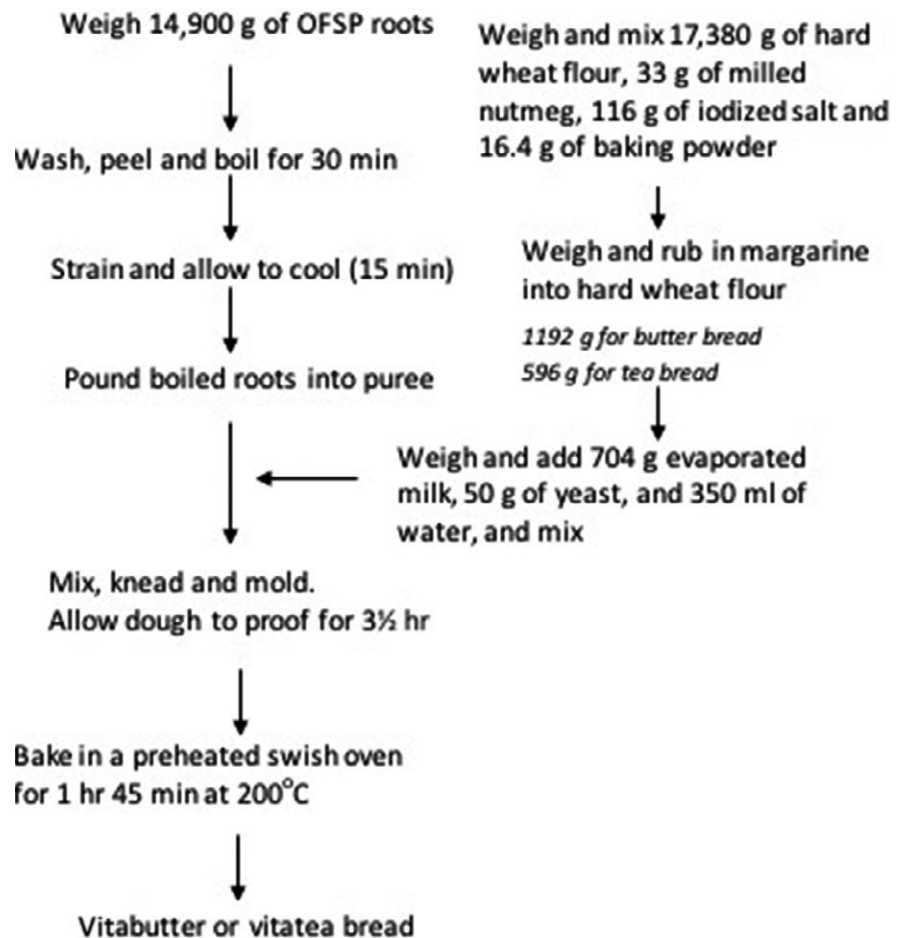 Weigh 14,900 g of OFSP roots
Wash, peel and boil for 30 min
Strain and allow to cool (15 min)
Pound boiled roots into puree
Weigh and mix 17,380 g of hard
wheat flour, 33 g of milled
nutmeg, 116 g of iodized salt and
16.4 g of baking powder
Weigh and rub in margarine
into hard wheat flour
1192 g for butter bread
596 g for tea bread
Weigh and add 704 g evaporated
milk, 50 g of yeast, and 350 ml of
water, and mix
Mix, knead and mold.
Allow dough to proof for 3½ hr
Bake in a preheated swish oven
for 1 hr 45 min at 200°C
Vitabutter or vitatea bread